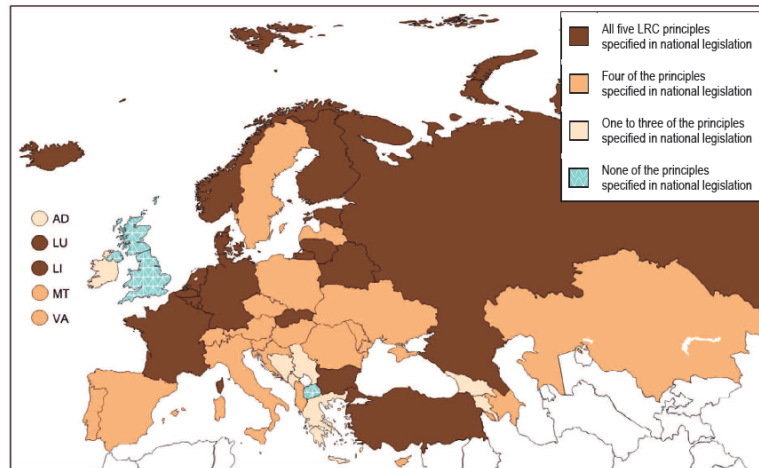 All five LRC principles
specified in national legislation
Four of the principles
specified in national legislation
One to three of the principles
specified in national legislation
None of the principles
specified in national legislation
AD
LU
LI
MT
VA